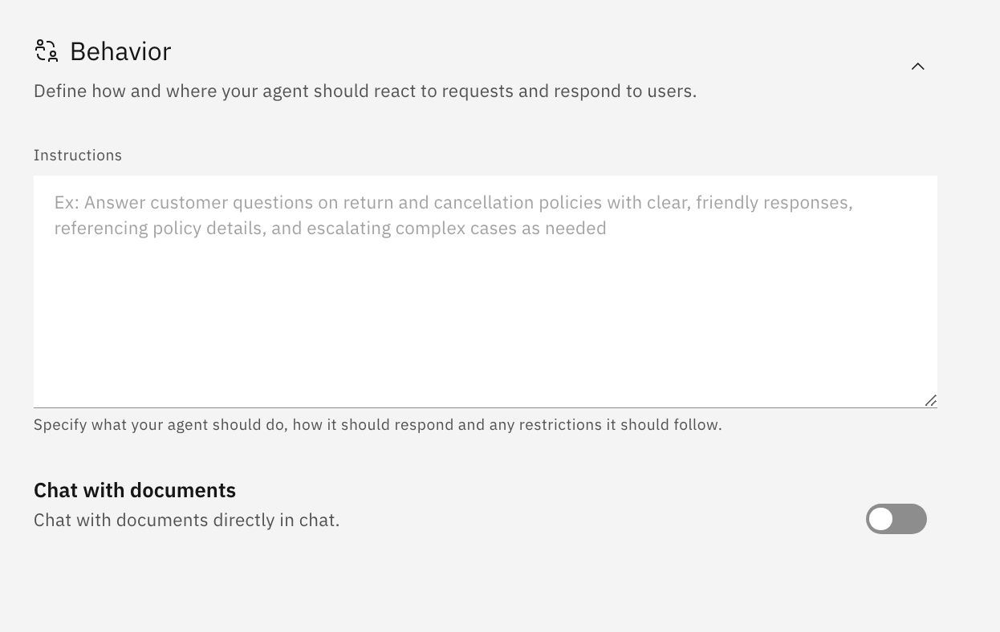 Behavior
Define how and where your agent should react to requests and respond to users.
Instructions
Ex: Answer customer questions on return and cancellation policies with clear, friendly responses,
referencing policy details, and escalating complex cases as needed
Specify what your agent should do, how it should respond and any restrictions it should follow.
Chat with documents
Chat with documents directly in chat.